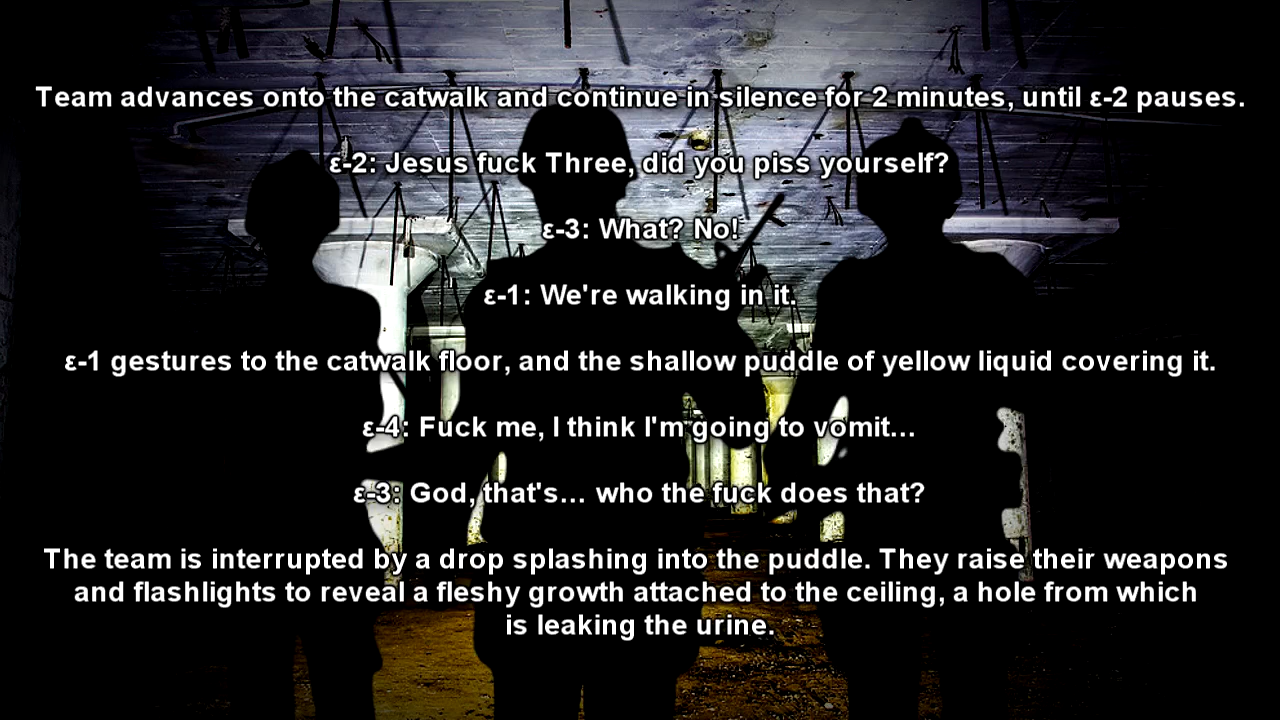 Team advances onto the catwalk and continue in silence for 2 minutes, until ε-2 pauses.
ε-2: Jesus fuck Three, did you piss yourself?
ε-3: What? No!
ε-1: We're walking in it.
ε-1 gestures to the catwalk floor, and the shallow puddle of yellow liquid covering it.
ε-4: Fuck me, I think I'm going to vomit…
ε-3: God, that's… who the fuck does that?
The team is interrupted by a drop splashing into the puddle. They raise their weapons
and flashlights to reveal a fleshy growth attached to the ceiling, a hole from which
is leaking the urine.